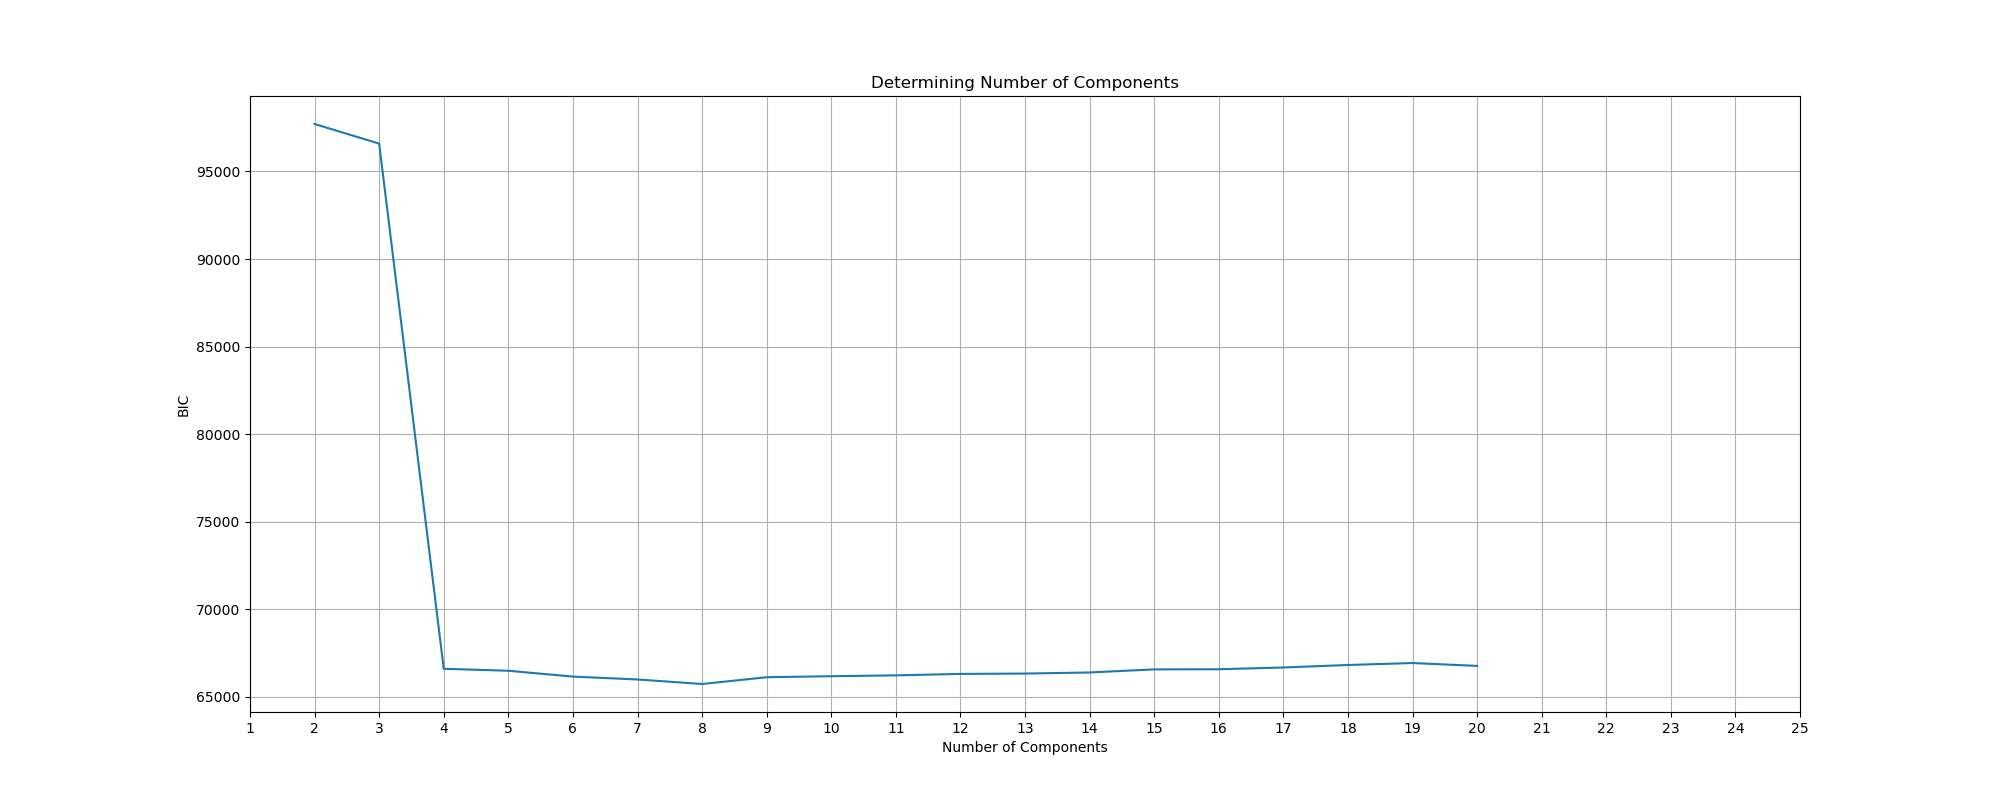 Determining Number of Components
95000
90000
85000
80000
75000
70000
65000
BIC
1 2 3 4 5 6 7 8 9 10 11 12 13 14 15 16 17 18 19 20 21 22 23 24 25
Number of Components